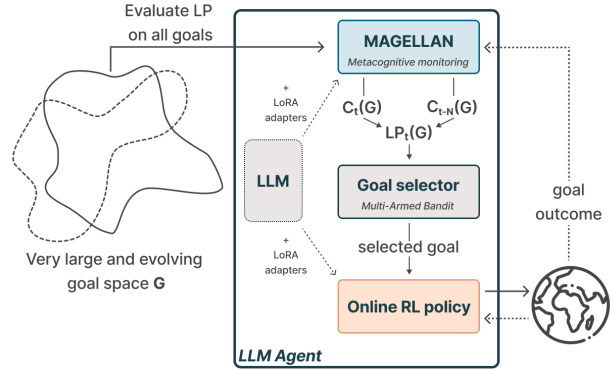 Evaluate LP
on all goals
MAGELLAN
Metacognitive monitoring
+
LoRA
adapters
Cₜ(G)
Cₜ₋ₙ(G)
LPₜ(G)
LLM
Goal selector
Multi-Armed Bandit
goal
outcome
+
LoRA
adapters
selected goal
Very large and evolving
goal space G
Online RL policy
LLM Agent